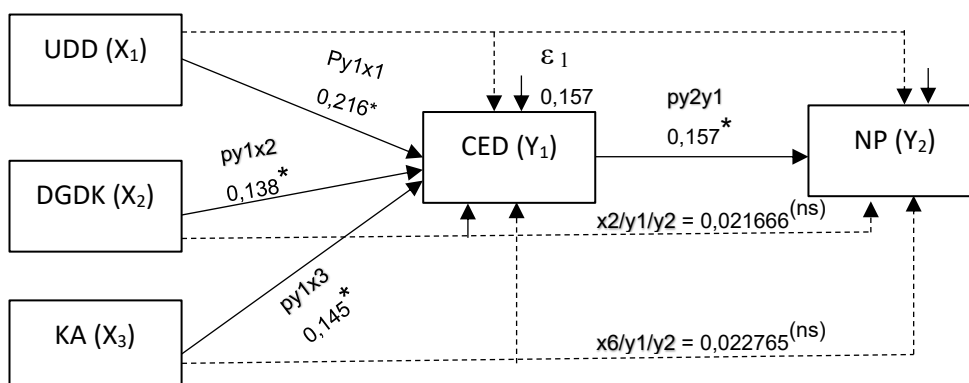 UDD (X₁)
Py1x1
0,216*
ε 1
0,157
py2y1
0,157*
CED (Y₁)
NP (Y₂)
py1x2
0,138*
DGDK (X₂)
x2/y1/y2 = 0,021666(ns)
py1x3
0,145*
KA (X₃)
x6/y1/y2 = 0,022765(ns)